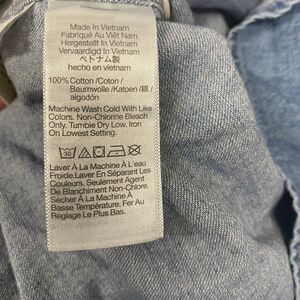 Made In Vietnam
Fabriqué Au Viêt Nam
Hergestellt In Vietnam
Vervaardigd In Vietnam
ベトナム製
hecho en vietnam
100% Cotton /Coton /
Baumwolle /Katoen /綿 /
algodón
Machine Wash Cold With Like
Colors. Non-Chlorine Bleach
Only. Tumble Dry Low. Iron
On Lowest Setting.
30
Laver À La Machine À L'eau
Froide.Laver En Séparant Les
Couleurs. Seulement Avec
De Blanchiment Non-Chlore.
Sécher À La Machine À
Basse Température. Fer Au
Réglage Le Plus Bas.